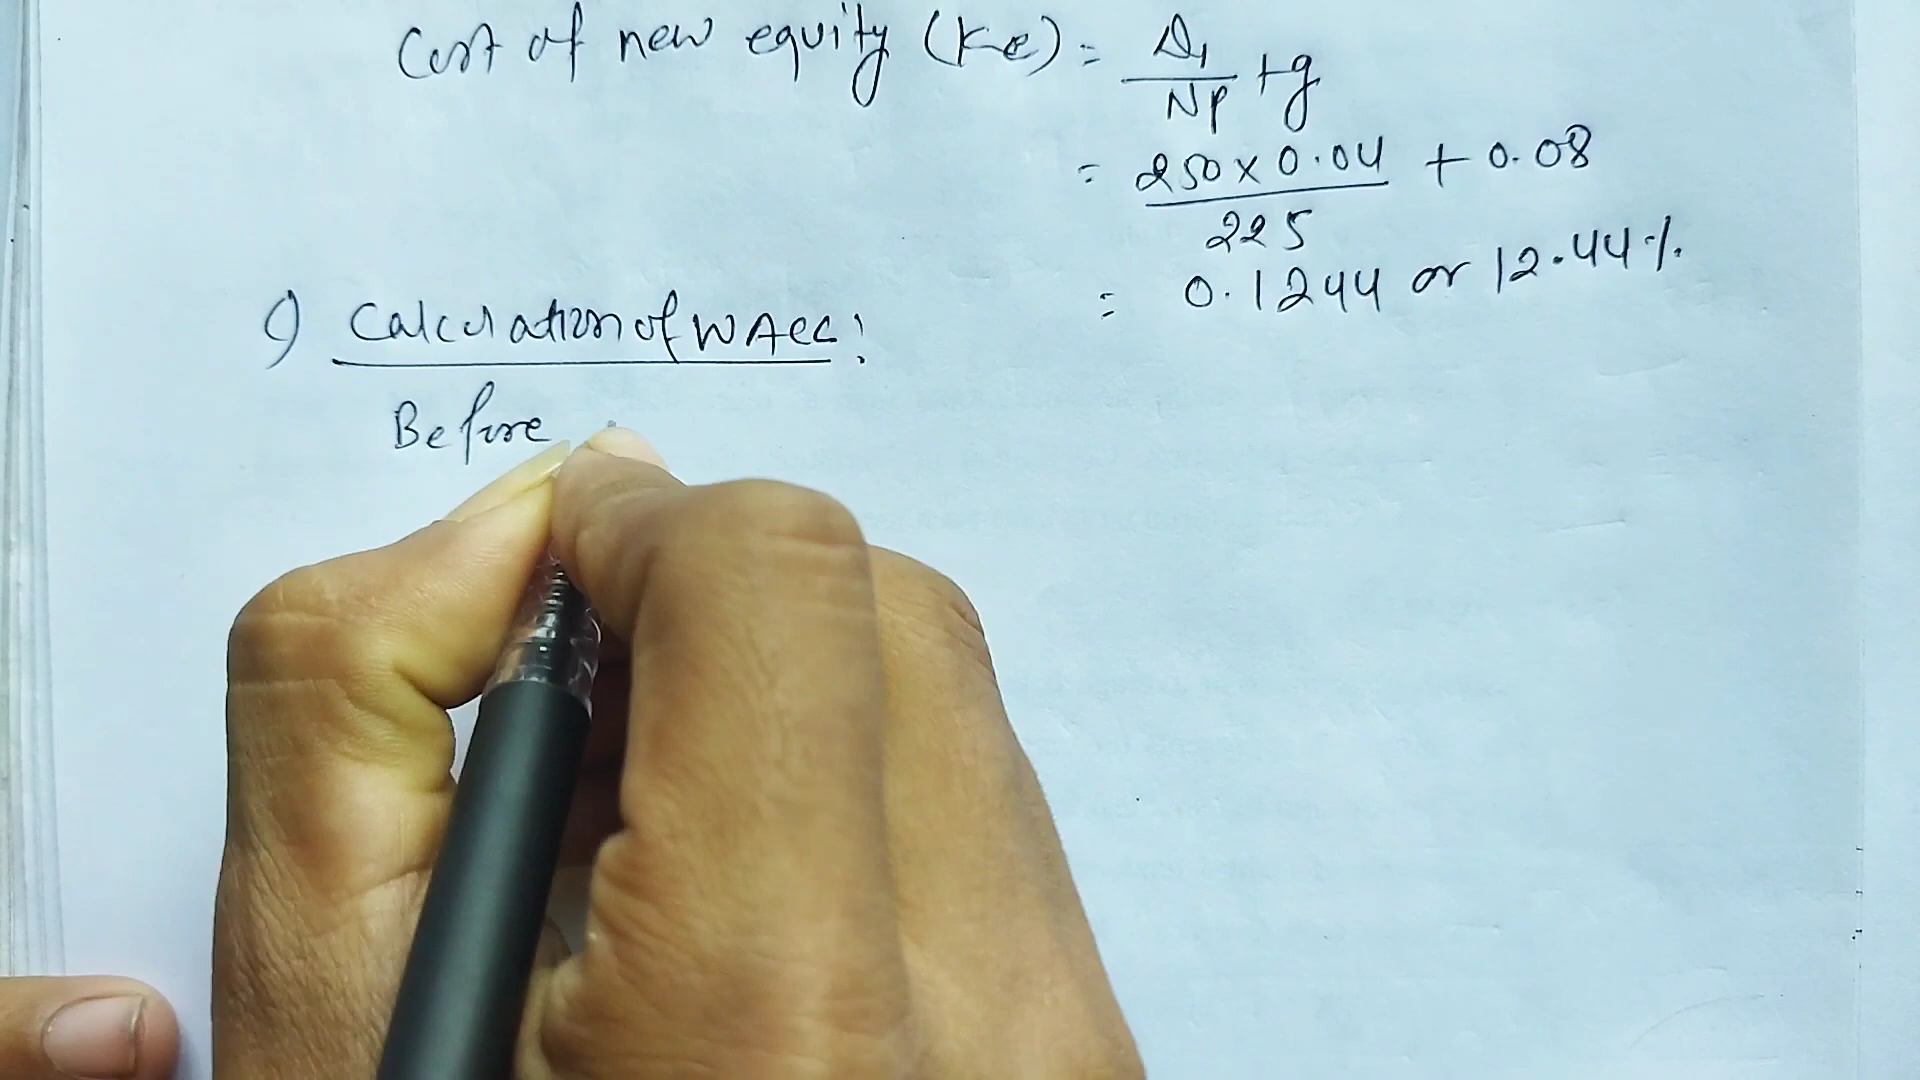 Cost of new equity (Ke) = D1/NP + g
= 250 x 0.04/225 + 0.08
= 0.1244 or 12.44%
c) Calculation of WACC:
Before